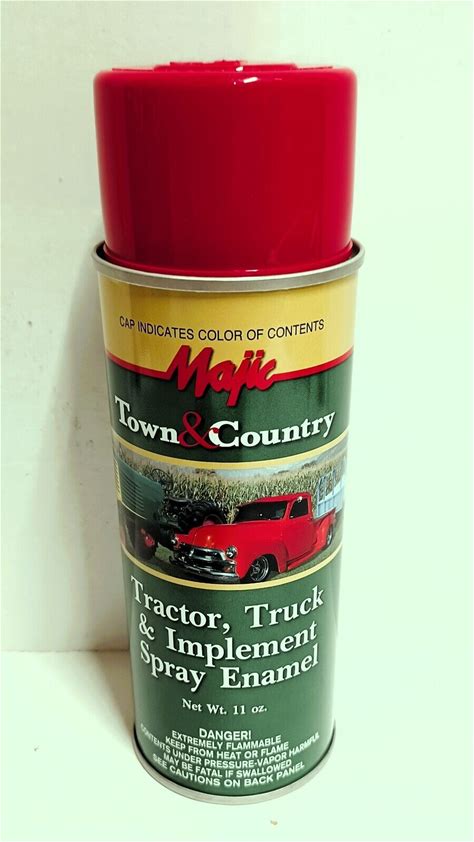 CAP INDICATES COLOR OF CONTENTS
Majic
Town & Country
Tractor, Truck
& Implement
Spray Enamel
Net Wt. 11 oz.
DANGER!
EXTREMELY FLAMMABLE
KEEP FROM HEAT OR FLAME
CONTENTS UNDER PRESSURE-VAPOR HARMFUL
MAY BE FATAL IF SWALLOWED
SEE CAUTIONS ON BACK PANEL